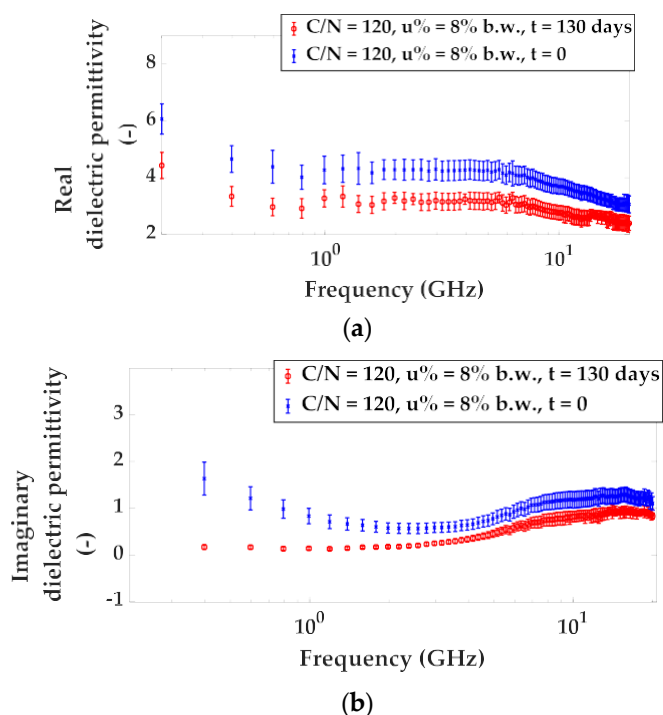 C/N = 120, u% = 8% b.w., t = 130 days
C/N = 120, u% = 8% b.w., t = 0
8
6
4
2
Real
dielectric permittivity
(-)
10⁰
10¹
Frequency (GHz)
(a)
C/N = 120, u% = 8% b.w., t = 130 days
C/N = 120, u% = 8% b.w., t = 0
3
2
1
0
-1
Imaginary
dielectric permittivity
(-)
10⁰
10¹
Frequency (GHz)
(b)